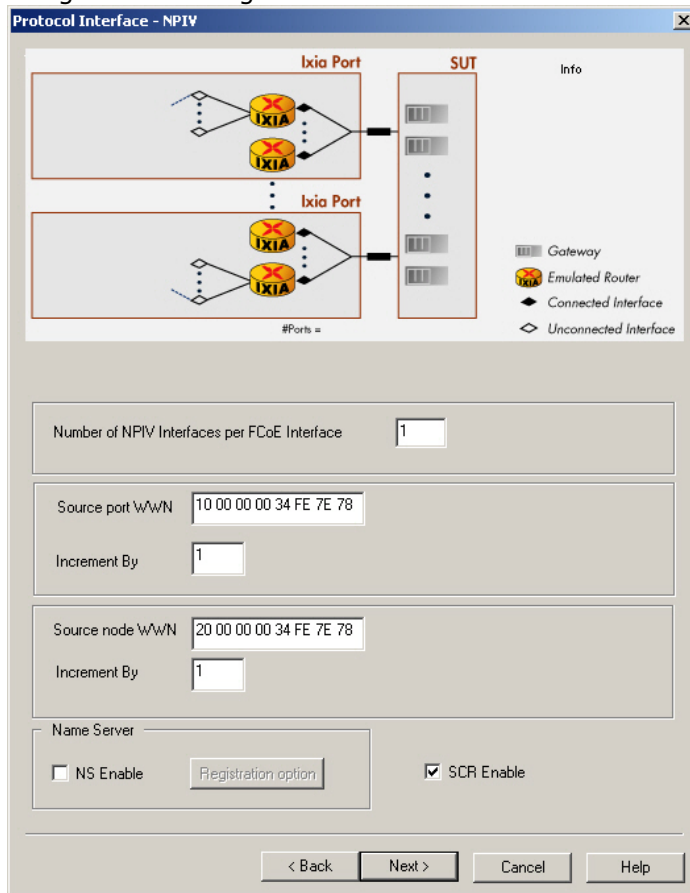 Protocol Interface - NPIV
Ixia Port
SUT
Info
IXIA
IXIA
Ixia Port
IXIA
IXIA
Gateway
IXIA Emulated Router
Connected Interface
Unconnected Interface
#Ports =
Number of NPIV Interfaces per FCoE Interface 1
Source port WWN 10 00 00 00 34 FE 7E 78
Increment By 1
Source node WWN 20 00 00 00 34 FE 7E 78
Increment By 1
Name Server
NS Enable Registration option SCR Enable
< Back Next > Cancel Help